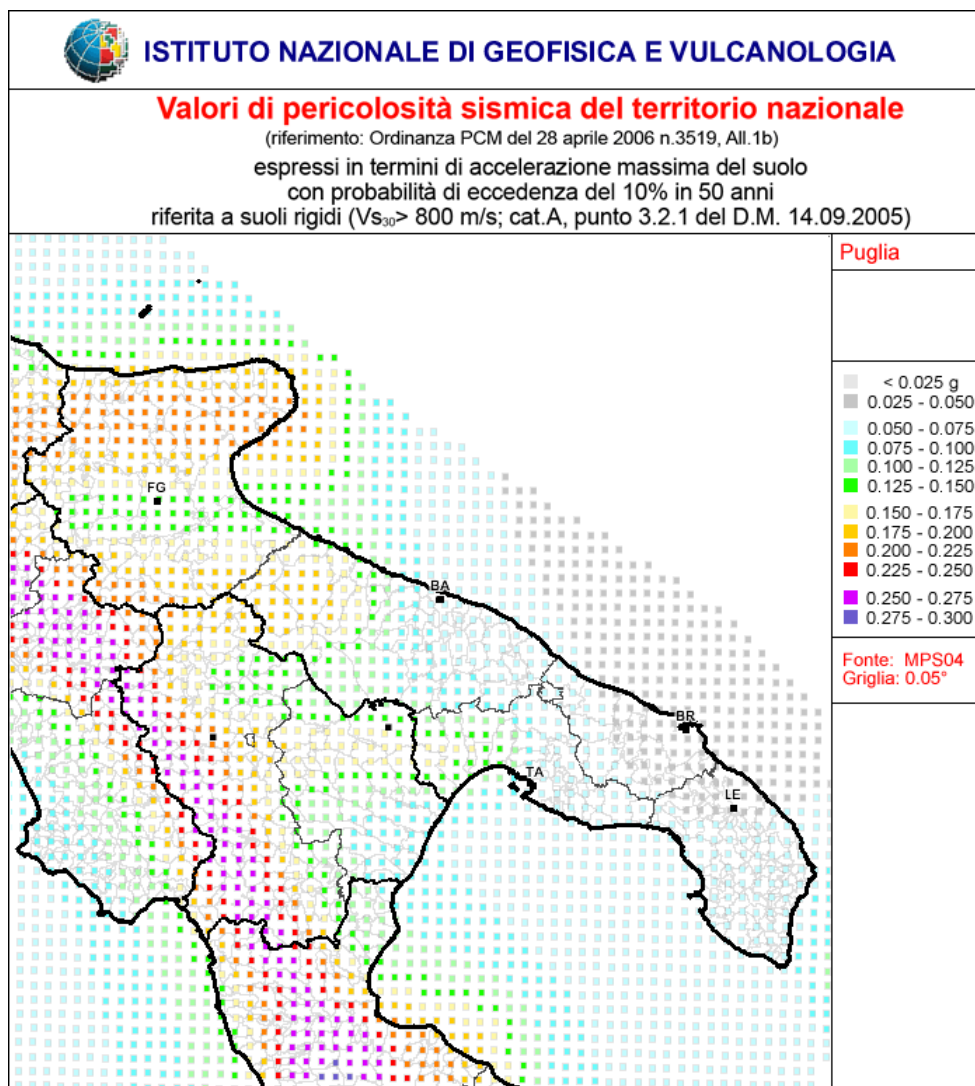 ISTITUTO NAZIONALE DI GEOFISICA E VULCANOLOGIA
Valori di pericolosità sismica del territorio nazionale
(riferimento: Ordinanza PCM del 28 aprile 2006 n.3519, All.1b)
espressi in termini di accelerazione massima del suolo
con probabilità di eccedenza del 10% in 50 anni
riferita a suoli rigidi (Vs₃₀> 800 m/s; cat.A, punto 3.2.1 del D.M. 14.09.2005)
Puglia
< 0.025 g
0.025 - 0.050
0.050 - 0.075
0.075 - 0.100
0.100 - 0.125
0.125 - 0.150
0.150 - 0.175
0.175 - 0.200
0.200 - 0.225
0.225 - 0.250
0.250 - 0.275
0.275 - 0.300
Fonte: MPS04
Griglia: 0.05°
FG
BA
BR
TA
LE